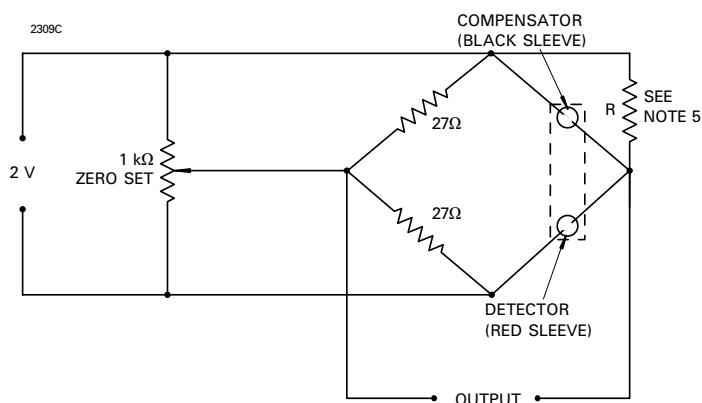 2309C
COMPENSATOR
(BLACK SLEEVE)
27Ω
R
SEE
NOTE 5
2 V
1 kΩ
ZERO SET
27Ω
DETECTOR
(RED SLEEVE)
OUTPUT